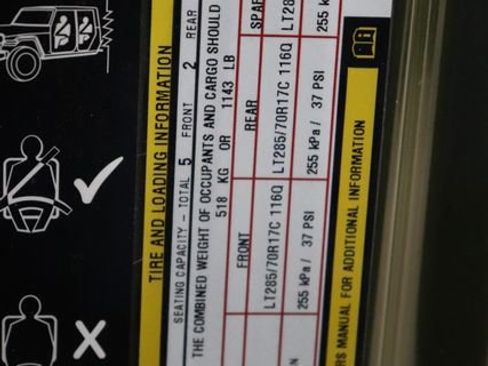 TIRE AND LOADING INFORMATION
SEATING CAPACITY – TOTAL 5 FRONT 2 REAR
THE COMBINED WEIGHT OF OCCUPANTS AND CARGO SHOULD
518 KG OR 1143 LB
FRONT REAR
LT285/70R17C 116Q LT285/70R17C 116Q
255 kPa / 37 PSI 255 kPa / 37 PSI 255 k
MANUAL FOR ADDITIONAL INFORMATION